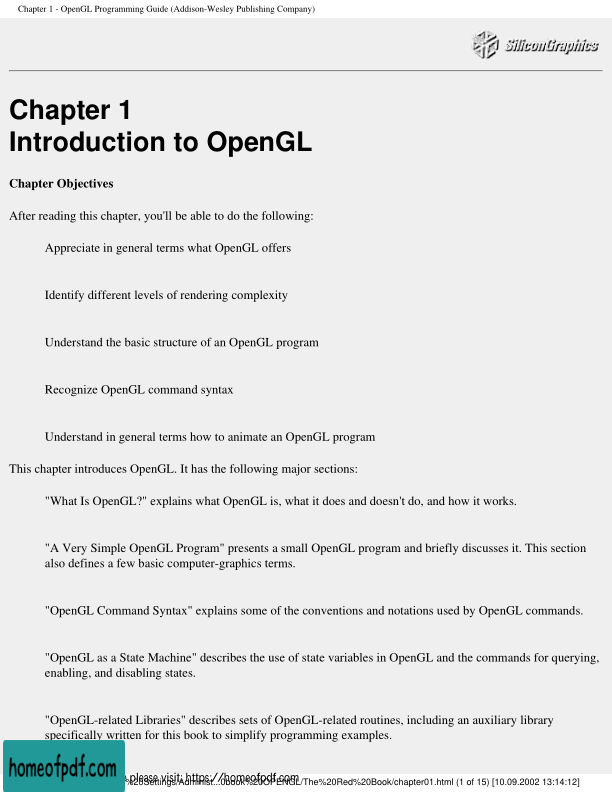 Chapter 1 - OpenGL Programming Guide (Addison-Wesley Publishing Company)
SiliconGraphics
Chapter 1
Introduction to OpenGL
Chapter Objectives
After reading this chapter, you'll be able to do the following:
Appreciate in general terms what OpenGL offers
Identify different levels of rendering complexity
Understand the basic structure of an OpenGL program
Recognize OpenGL command syntax
Understand in general terms how to animate an OpenGL program
This chapter introduces OpenGL. It has the following major sections:
"What Is OpenGL?" explains what OpenGL is, what it does and doesn't do, and how it works.
"A Very Simple OpenGL Program" presents a small OpenGL program and briefly discusses it. This section
also defines a few basic computer-graphics terms.
"OpenGL Command Syntax" explains some of the conventions and notations used by OpenGL commands.
"OpenGL as a State Machine" describes the use of state variables in OpenGL and the commands for querying,
enabling, and disabling states.
"OpenGL-related Libraries" describes sets of OpenGL-related routines, including an auxiliary library
specifically written for this book to simplify programming examples.
homeofpdf.com
please visit: https://homeofpdf.com
/The%20Red%20Book/chapter01.html (1 of 15) [10.09.2002 13:14:12]